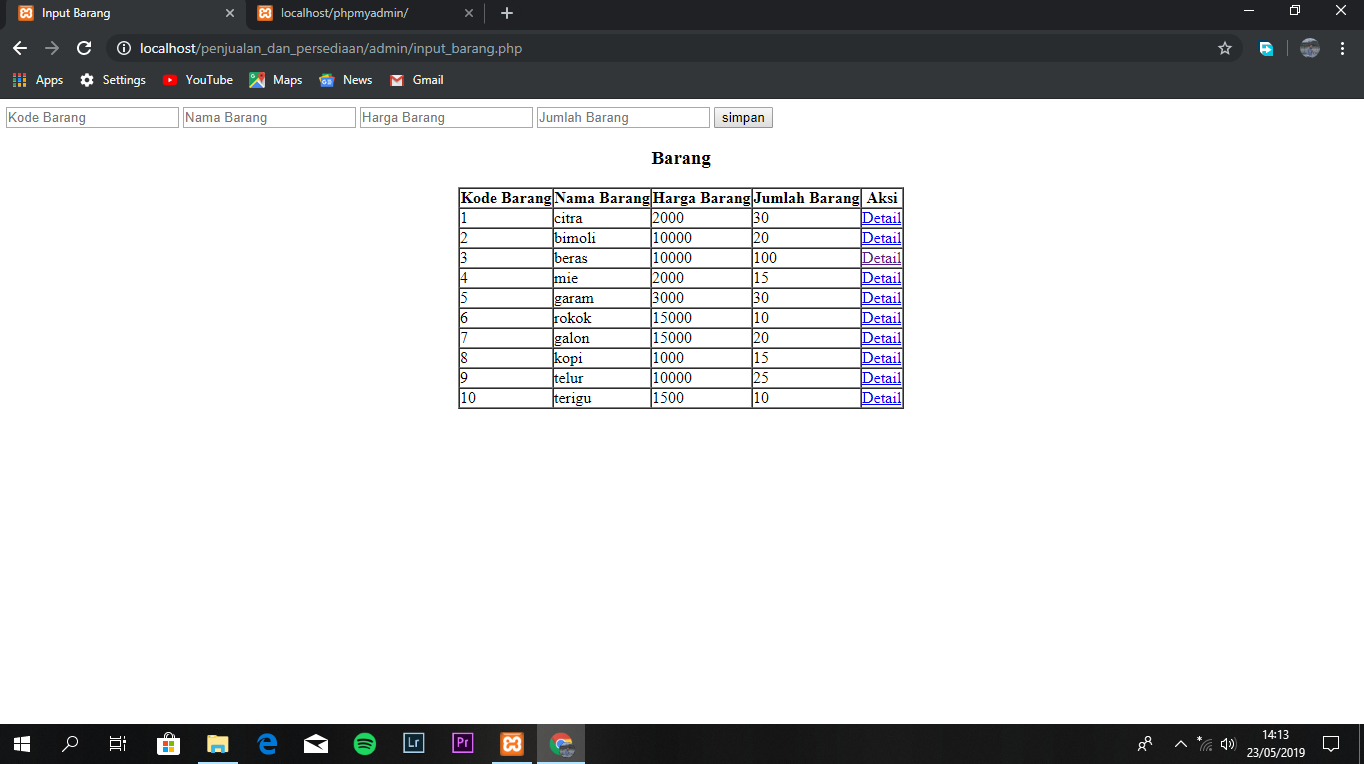 Input Barang
localhost/phpmyadmin/
localhost/penjualan_dan_persediaan/admin/input_barang.php
Apps Settings YouTube Maps News Gmail
Kode Barang Nama Barang Harga Barang Jumlah Barang simpan
Barang
Kode Barang Nama Barang Harga Barang Jumlah Barang Aksi
1 citra 2000 30 Detail
2 bimoli 10000 20 Detail
3 beras 10000 100 Detail
4 mie 2000 15 Detail
5 garam 3000 30 Detail
6 rokok 15000 10 Detail
7 galon 15000 20 Detail
8 kopi 1000 15 Detail
9 telur 10000 25 Detail
10 terigu 1500 10 Detail
Lr Pr
14:13
23/05/2019